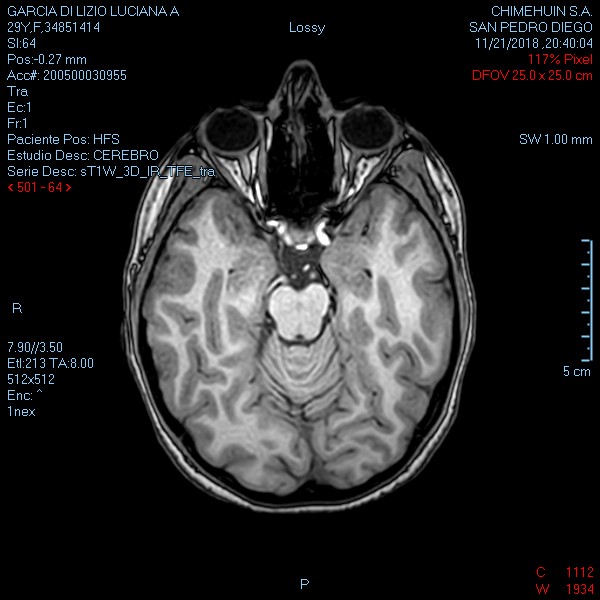 GARCIA DI LIZIO LUCIANA A
29Y,F,34851414
Sl:64
Pos:-0.27 mm
Acc#: 200500030955
Tra
Ec:1
Fr:1
Paciente Pos: HFS
Estudio Desc: CEREBRO
Serie Desc: sT1W_3D_IR_TFE_tra
< 501 - 64 >
Lossy
CHIMEHUIN S.A.
SAN PEDRO DIEGO
11/21/2018 ,20:40:04
117% Pixel
DFOV 25.0 x 25.0 cm
SW 1.00 mm
R
7.90//3.50
Etl:213 TA:8.00
512x512
Enc: ^
1nex
5 cm
P
C 1112
W 1934